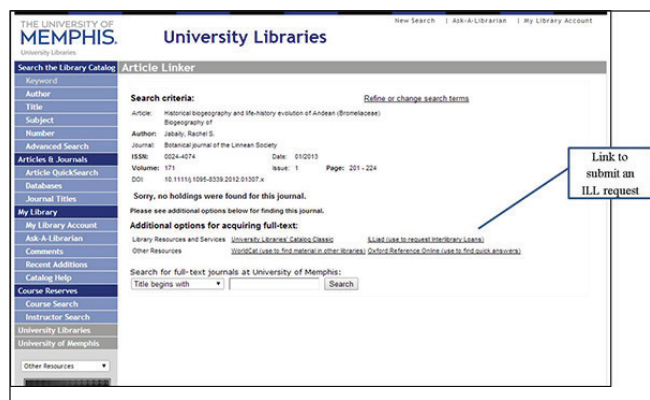 THE UNIVERSITY OF
MEMPHIS.
University Libraries
University Libraries
New Search | Ask-A-Librarian | My Library Account
Search the Library Catalog
Keyword
Author
Title
Subject
Number
Advanced Search
Articles & Journals
Article QuickSearch
Databases
Journal Titles
My Library
My Library Account
Ask-A-Librarian
Comments
Recent Additions
Catalog Help
Course Reserves
Course Search
Instructor Search
University Libraries
University of Memphis
Other Resources
Article Linker
Search criteria: Refine or change search terms
Article: Historical biogeography and life-history evolution of Andean (Bromeliaceae)
Biogeography of
Author: Jabaily, Rachel S.
Journal: Botanical journal of the Linnean Society
ISSN: 0024-4074 Date: 01/2013
Volume: 171 Issue: 1 Page: 201 - 224
DOI: 10.1111/j.1095-8339.2012.01307.x
Sorry, no holdings were found for this journal.
Please see additional options below for finding this journal.
Additional options for acquiring full-text:
Library Resources and Services University Libraries' Catalog Classic ILLiad (use to request Interlibrary Loans)
Other Resources WorldCat (use to find material in other libraries) Oxford Reference Online (use to find quick answers)
Search for full-text journals at University of Memphis:
Title begins with Search
Link to
submit an
ILL request